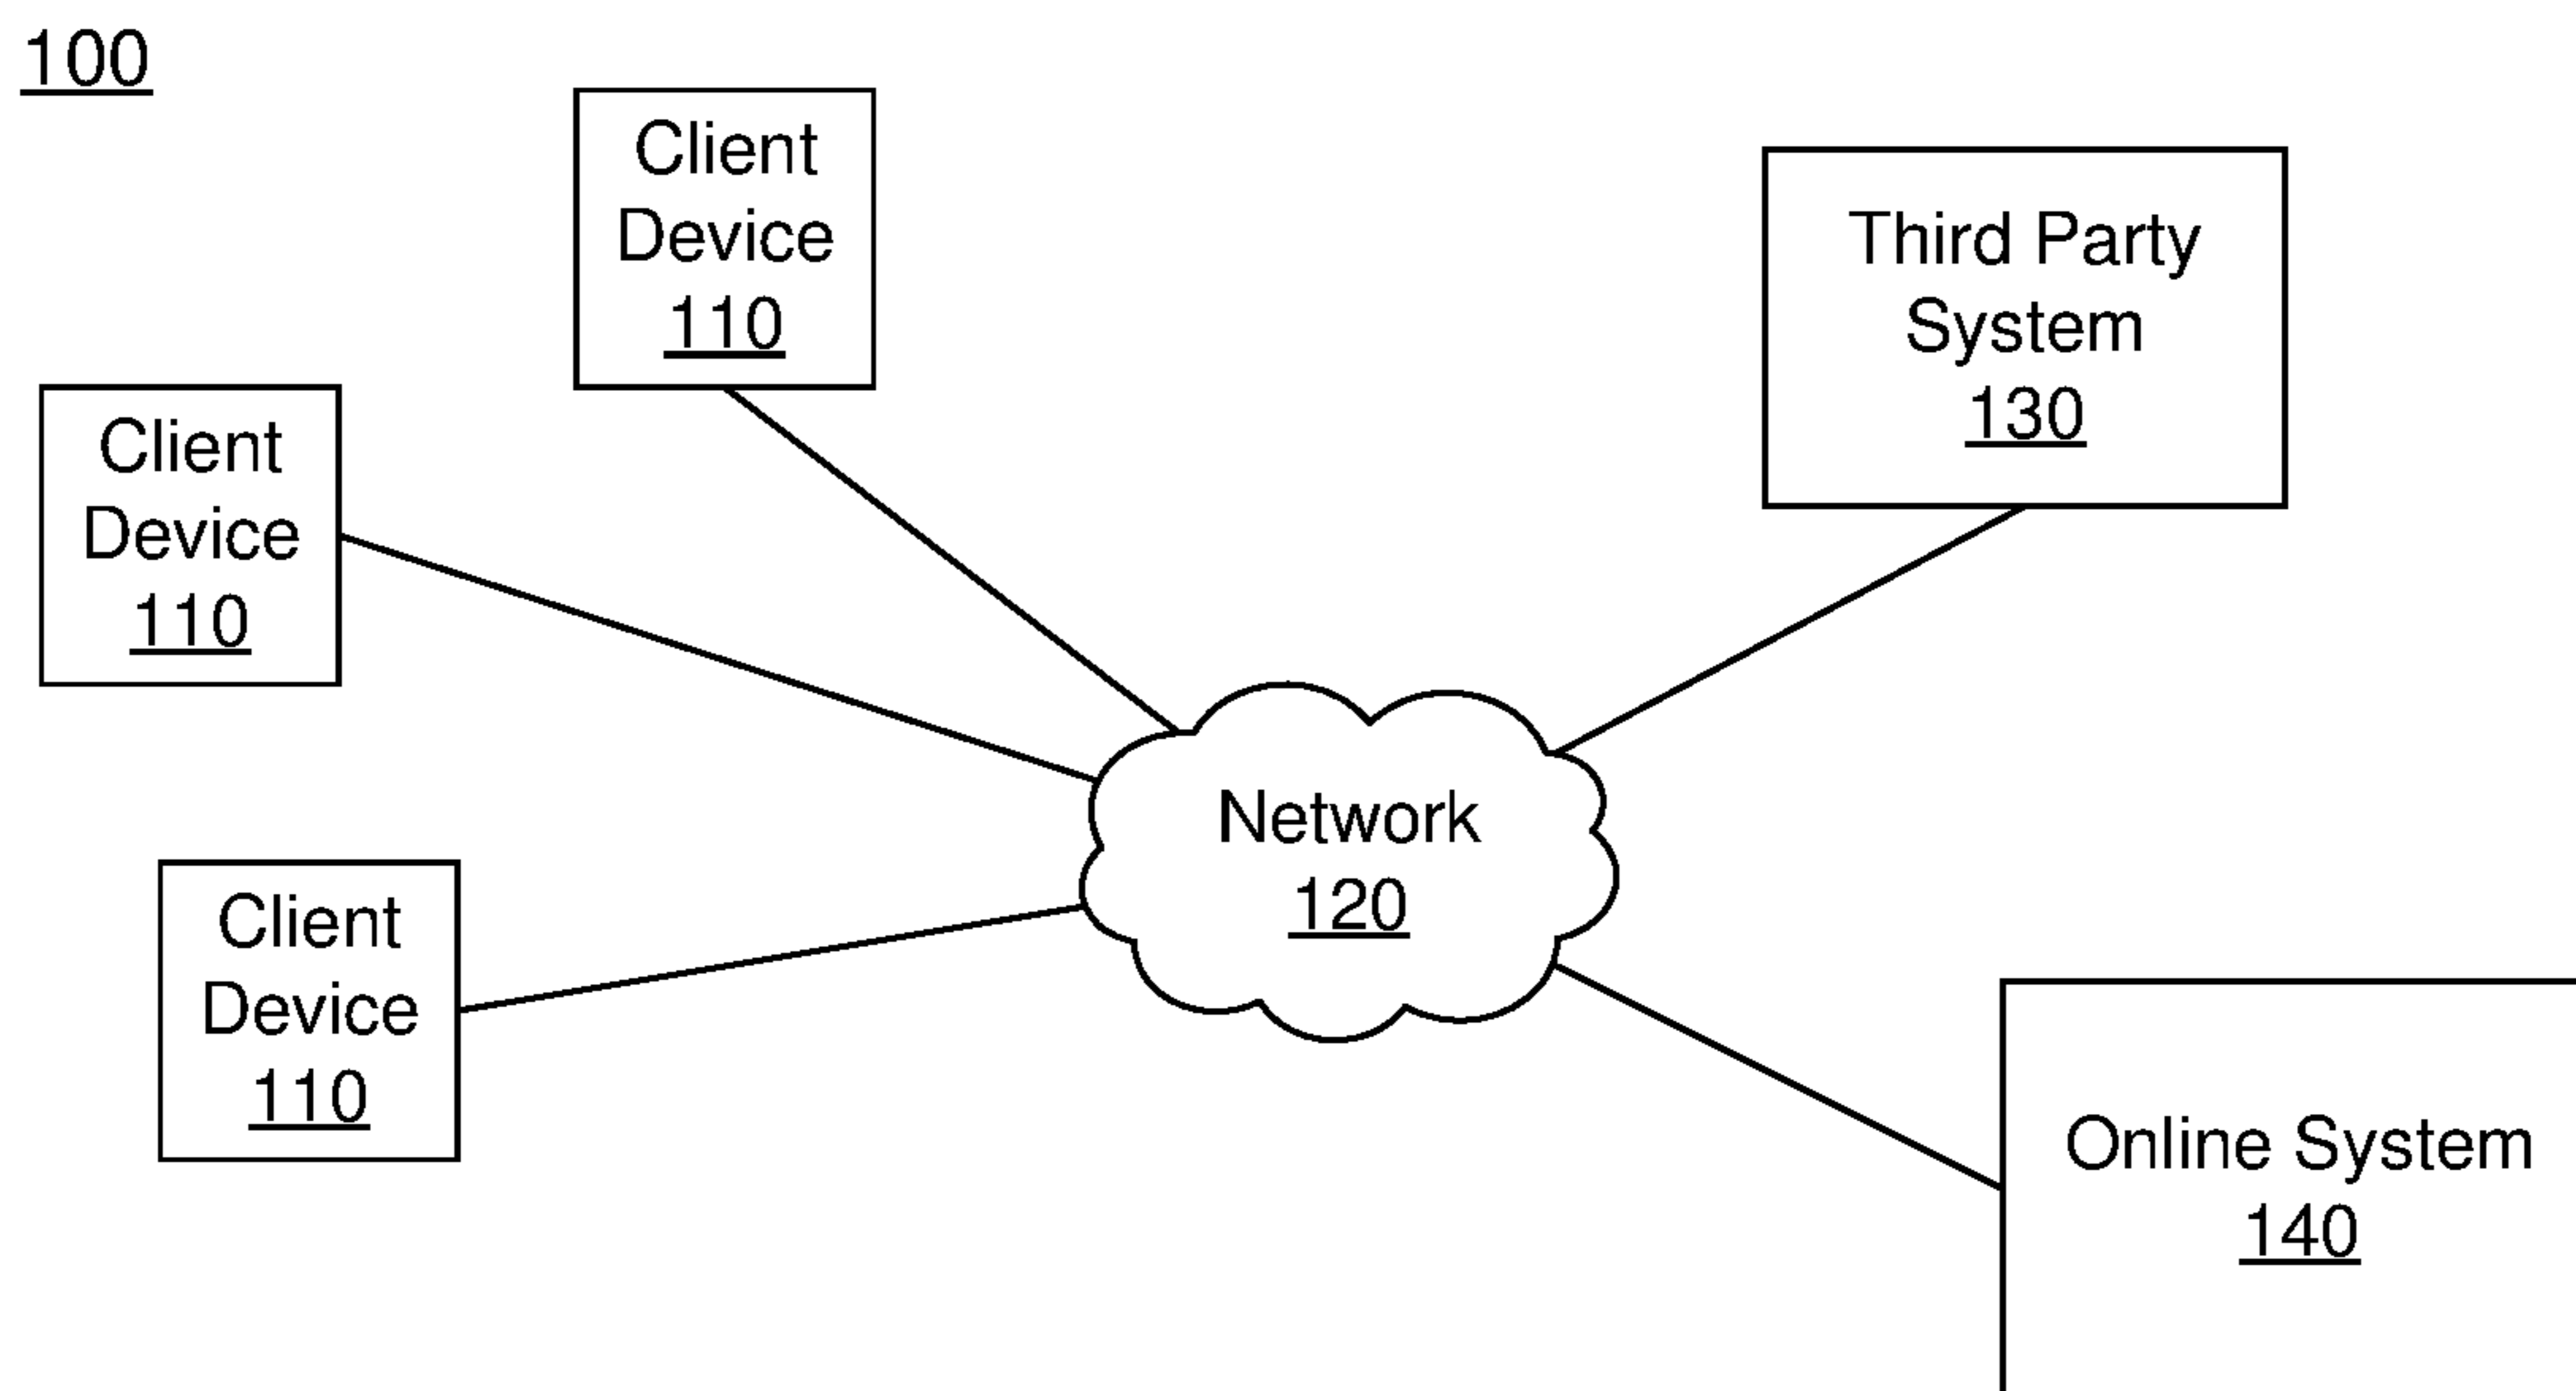 100
Client
Device
110
Third Party
System
130
Client
Device
110
Network
120
Client
Device
110
Online System
140